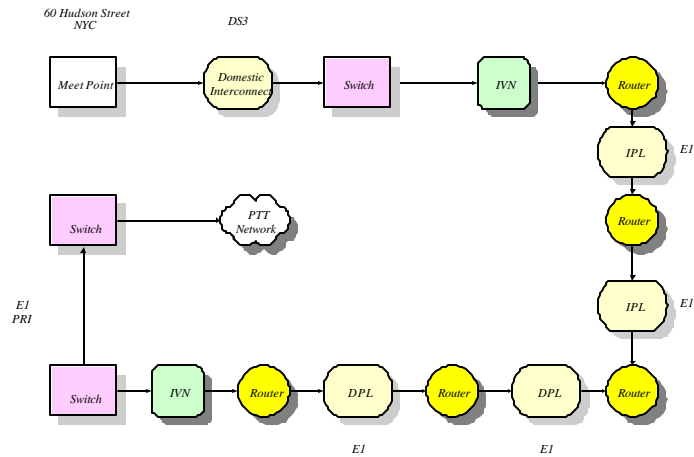 60 Hudson Street
NYC
DS3
Meet Point
Domestic
Interconnect
Switch
IVN
Router
IPL
E1
Switch
PTT
Network
Router
E1
PRI
IPL
E1
Switch
IVN
Router
DPL
Router
DPL
Router
E1
E1